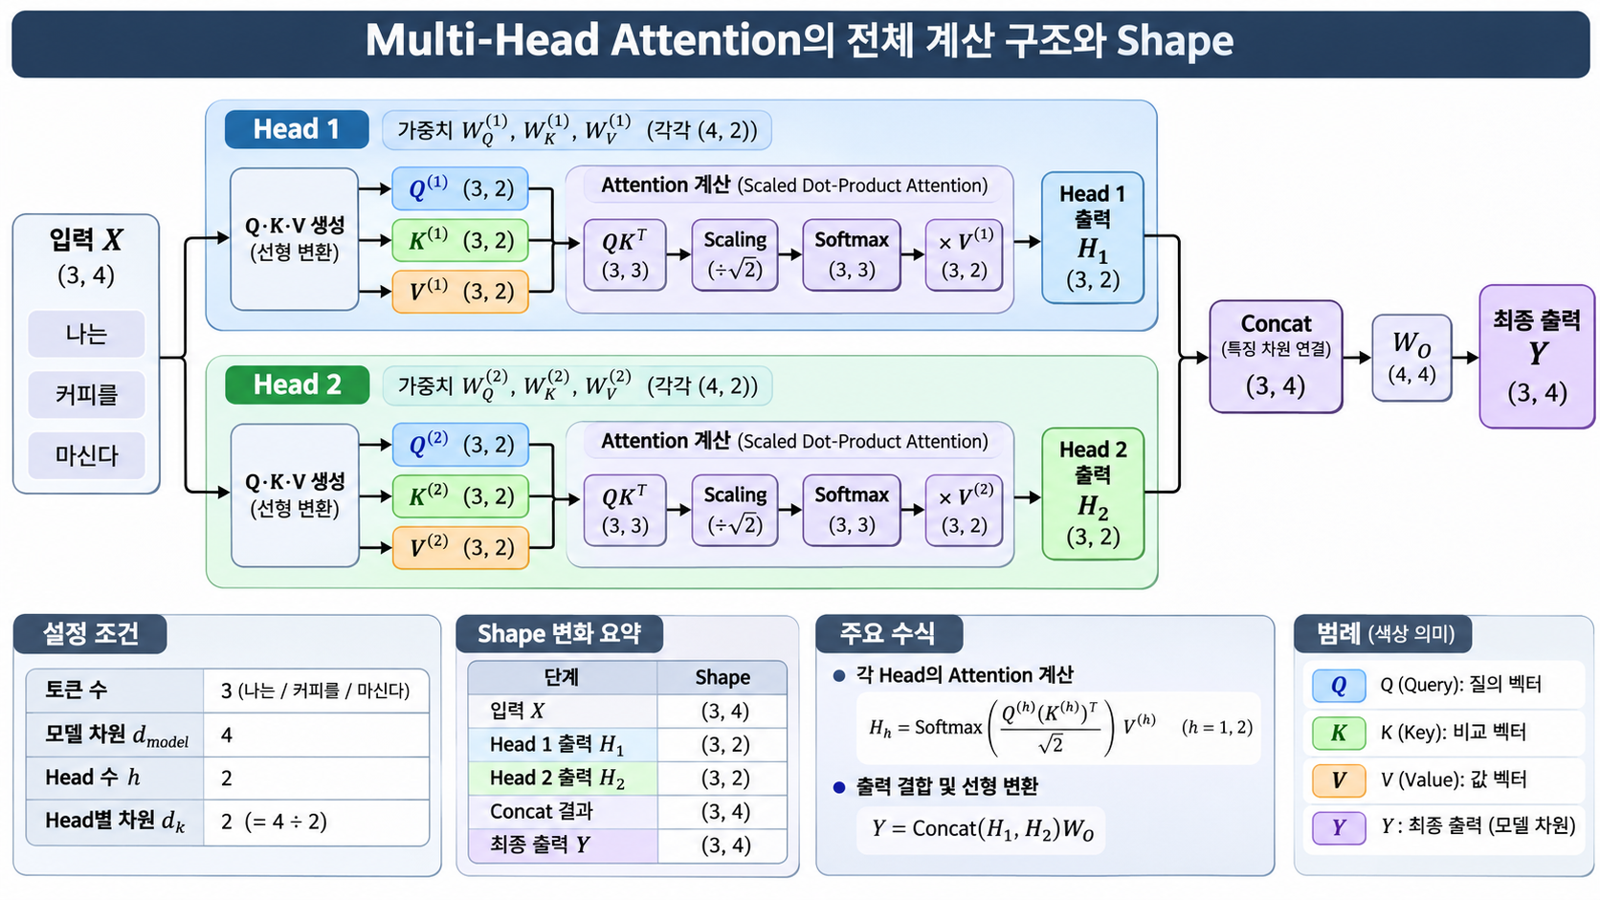 Multi-Head Attention의 전체 계산 구조와 Shape
입력 X
(3, 4)
나는
커피를
마신다
Head 1
가중치 W_Q^(1), W_K^(1), W_V^(1) (각각 (4, 2))
Q·K·V 생성
(선형 변환)
Q^(1) (3, 2)
K^(1) (3, 2)
V^(1) (3, 2)
Attention 계산 (Scaled Dot-Product Attention)
QK^T
(3, 3)
Scaling
(÷√2)
Softmax
(3, 3)
× V^(1)
(3, 2)
Head 1
출력
H_1
(3, 2)
Head 2
가중치 W_Q^(2), W_K^(2), W_V^(2) (각각 (4, 2))
Q·K·V 생성
(선형 변환)
Q^(2) (3, 2)
K^(2) (3, 2)
V^(2) (3, 2)
Attention 계산 (Scaled Dot-Product Attention)
QK^T
(3, 3)
Scaling
(÷√2)
Softmax
(3, 3)
× V^(2)
(3, 2)
Head 2
출력
H_2
(3, 2)
Concat
(특징 차원 연결)
(3, 4)
W_O
(4, 4)
최종 출력
Y
(3, 4)
설정 조건
토큰 수 3 (나는 / 커피를 / 마신다)
모델 차원 d_model 4
Head 수 h 2
Head별 차원 d_k 2 (= 4 ÷ 2)
Shape 변화 요약
단계 Shape
입력 X (3, 4)
Head 1 출력 H_1 (3, 2)
Head 2 출력 H_2 (3, 2)
Concat 결과 (3, 4)
최종 출력 Y (3, 4)
주요 수식
• 각 Head의 Attention 계산
H_h = Softmax(Q^(h)(K^(h))^T / √2) V^(h) (h = 1, 2)
• 출력 결합 및 선형 변환
Y = Concat(H_1, H_2)W_O
범례 (색상 의미)
Q Q (Query): 질의 벡터
K K (Key): 비교 벡터
V V (Value): 값 벡터
Y Y : 최종 출력 (모델 차원)